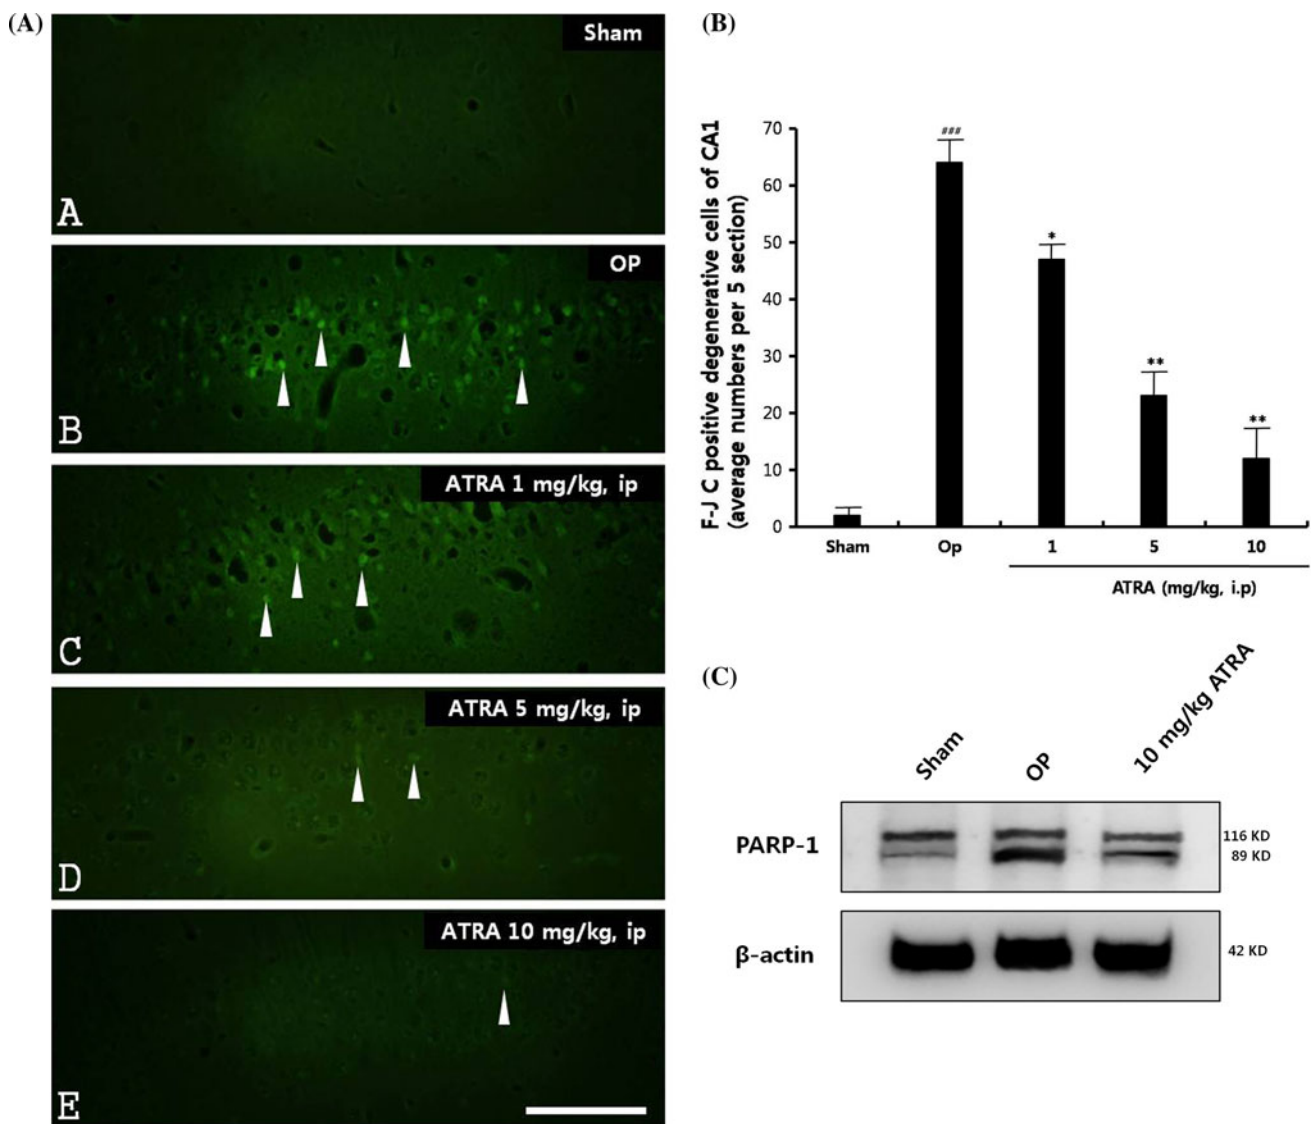 (A)
Sham
A
OP
B
ATRA 1 mg/kg, ip
C
ATRA 5 mg/kg, ip
D
ATRA 10 mg/kg, ip
E
(B)
F-J C positive degenerative cells of CA1
(average numbers per 5 section)
70
60
50
40
30
20
10
0
###
*
**
**
Sham Op 1 5 10
ATRA (mg/kg, i.p)
(C)
Sham OP 10 mg/kg ATRA
PARP-1
116 KD
89 KD
β-actin
42 KD